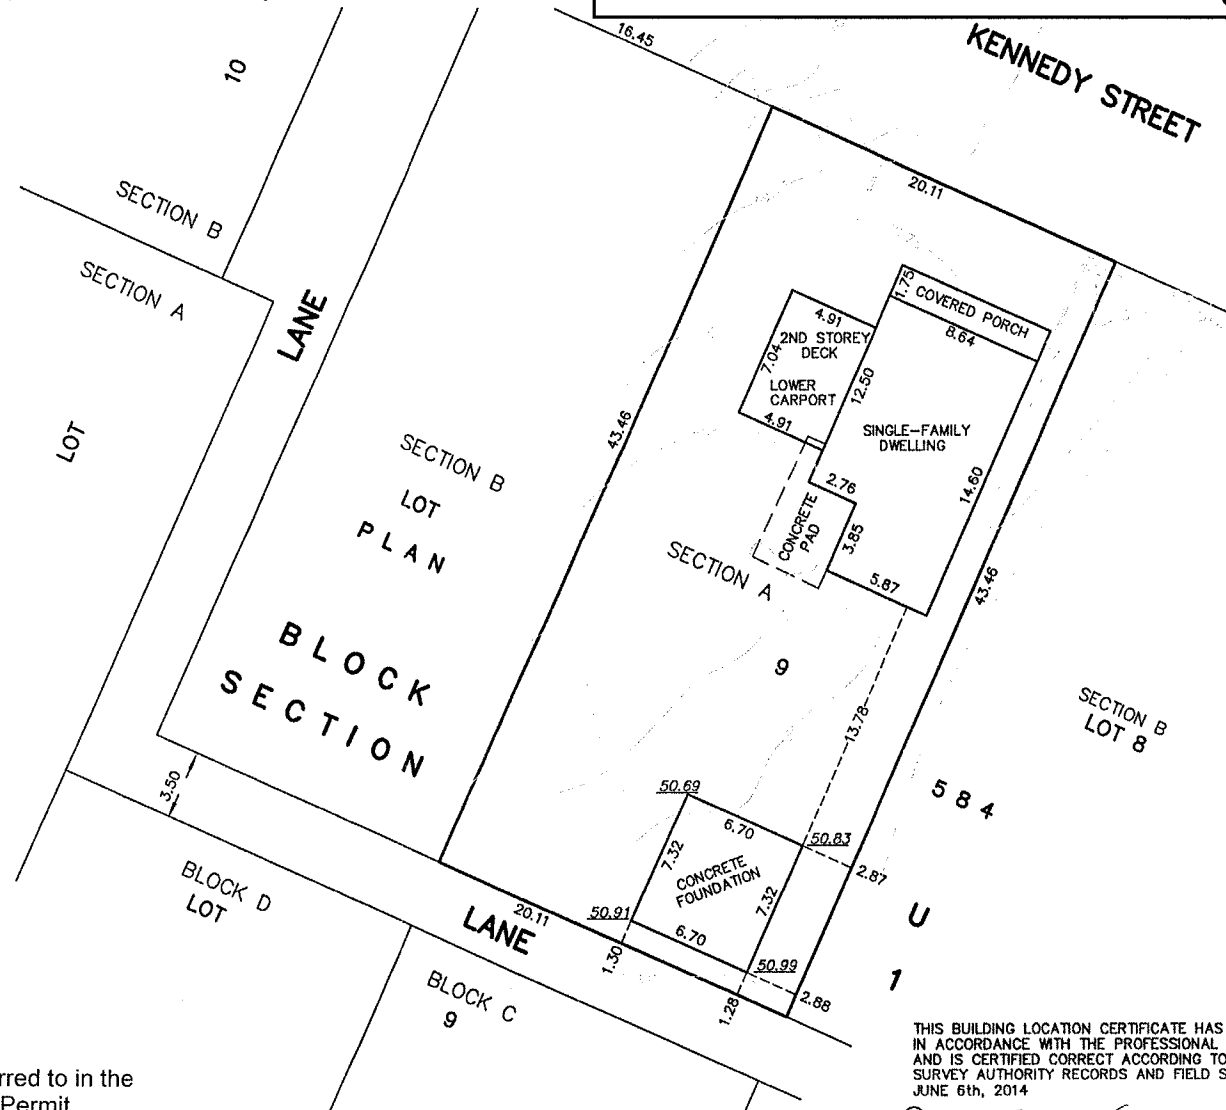 16.45
KENNEDY STREET
10
20.11
SECTION B
SECTION A
LANE
1.75
COVERED PORCH
8.64
4.91
2ND STOREY
DECK
7.04
LOWER
CARPORT
4.91
12.50
SINGLE-FAMILY
DWELLING
43.46
LOT
SECTION B
LOT
PLAN
2.76
14.60
CONCRETE
PAD
3.85
SECTION A
5.87
43.46
BLOCK
SECTION
9
SECTION B
LOT 8
13.78
3.50
584
50.69
6.70
50.83
7.32
CONCRETE
FOUNDATION
7.32
2.87
BLOCK D
LOT
20.11
LANE
50.91
6.70
U
1.30
50.99
1
BLOCK C
9
1.28
2.88
THIS BUILDING LOCATION CERTIFICATE HAS
IN ACCORDANCE WITH THE PROFESSIONAL
AND IS CERTIFIED CORRECT ACCORDING TO
SURVEY AUTHORITY RECORDS AND FIELD S
JUNE 6th, 2014
rred to in the
Permit